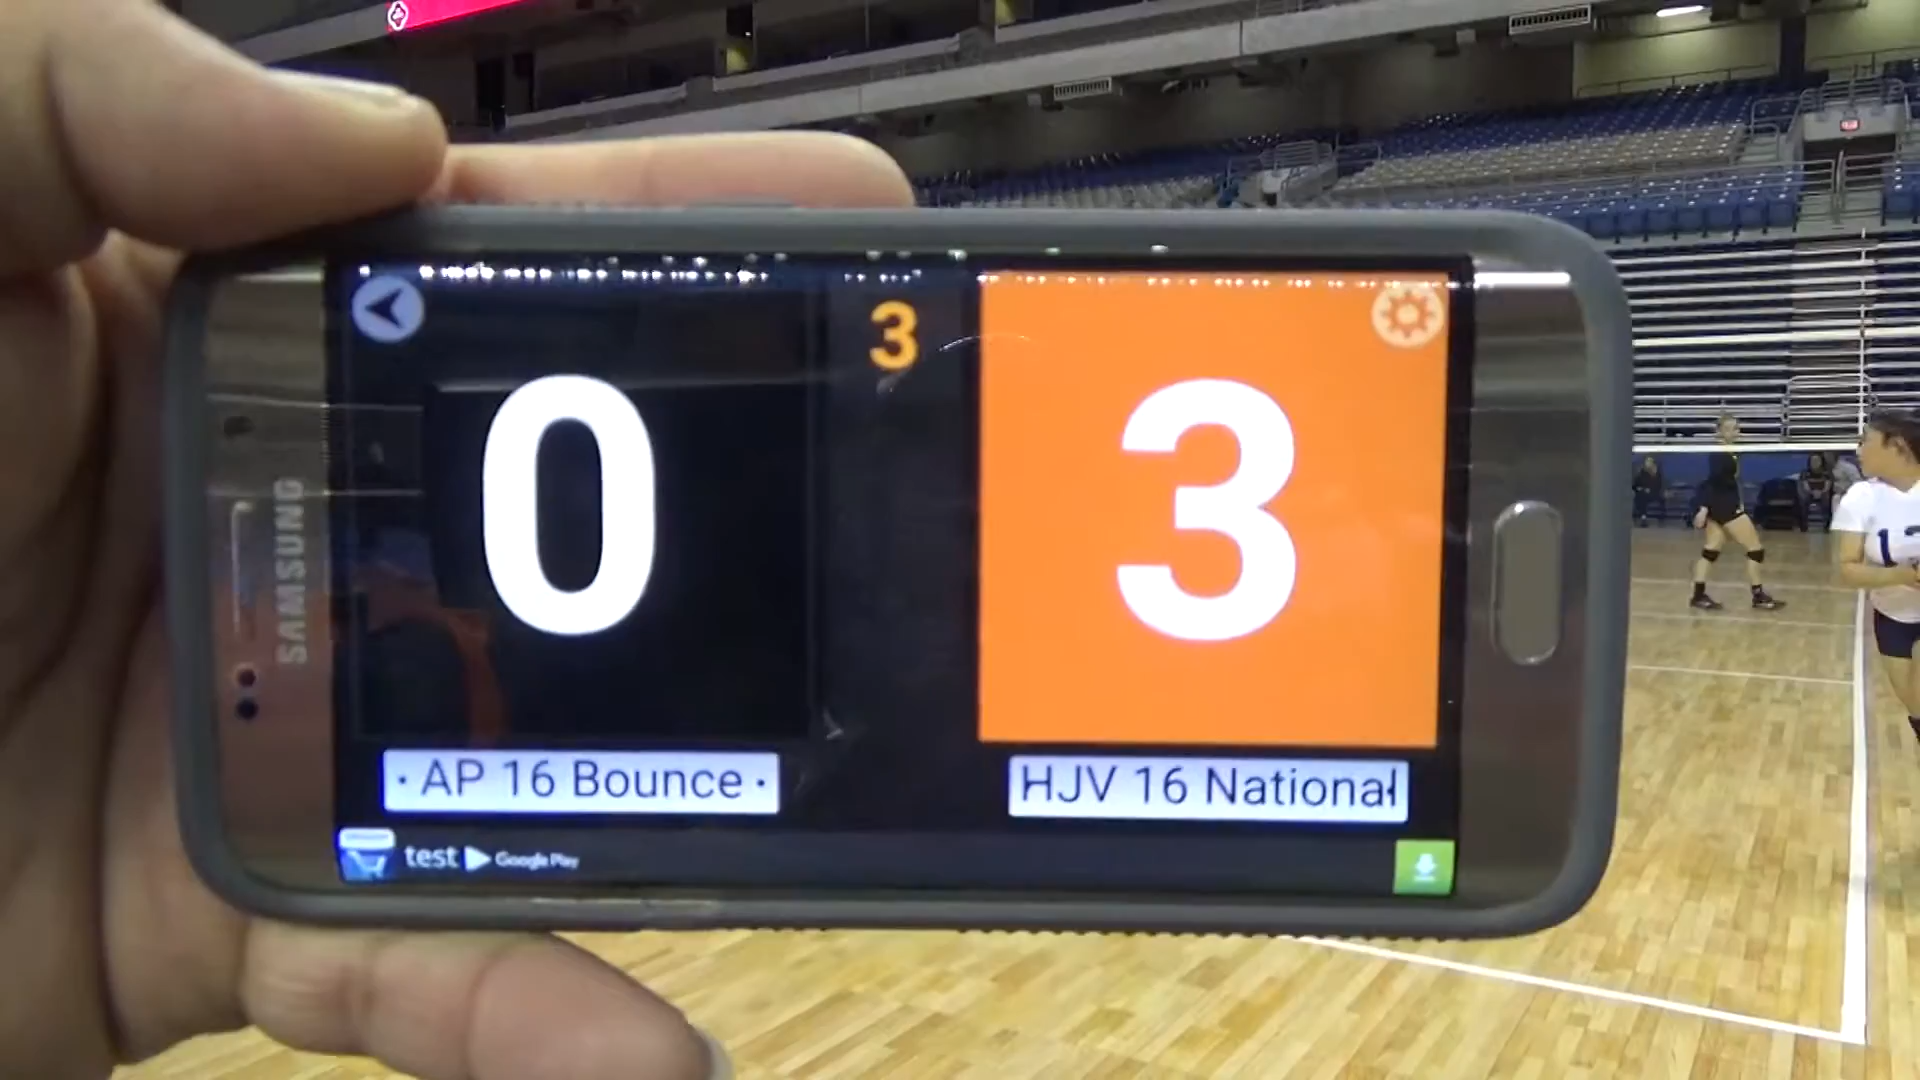 3
0
3
SAMSUNG
· AP 16 Bounce ·
HJV 16 National
test Google Play